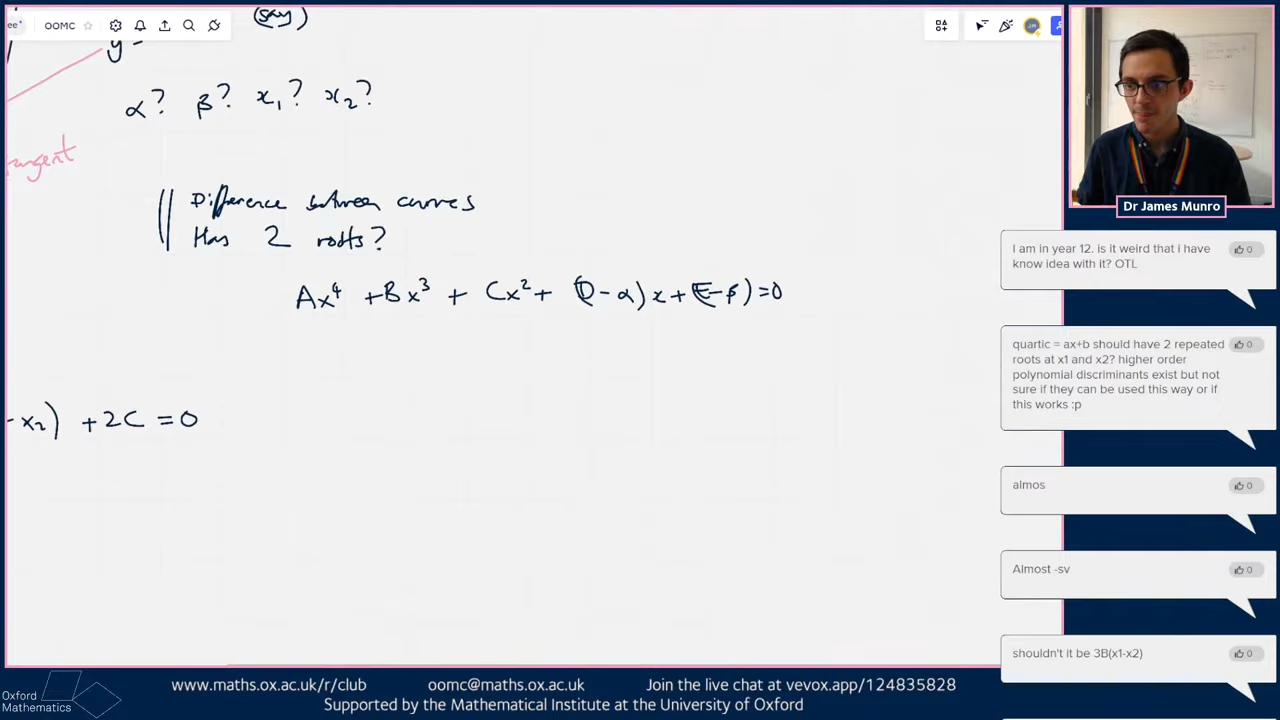 (say)
OOMC
y =
α? β? x₁? x₂?
tangent
Difference between curves
Has 2 roots?
Ax⁴ + Bx³ + Cx² + (D-α)x + (E-β) = 0
-x₂) + 2C = 0
Dr James Munro
I am in year 12. is it weird that i have
know idea with it? OTL
0
quartic = ax+b should have 2 repeated
roots at x1 and x2? higher order
polynomial discriminants exist but not
sure if they can be used this way or if
this works :p
0
almos
0
Almost -sv
0
shouldn't it be 3B(x1-x2)
0
Oxford
Mathematics
www.maths.ox.ac.uk/r/club oomc@maths.ox.ac.uk Join the live chat at vevox.app/124835828
Supported by the Mathematical Institute at the University of Oxford